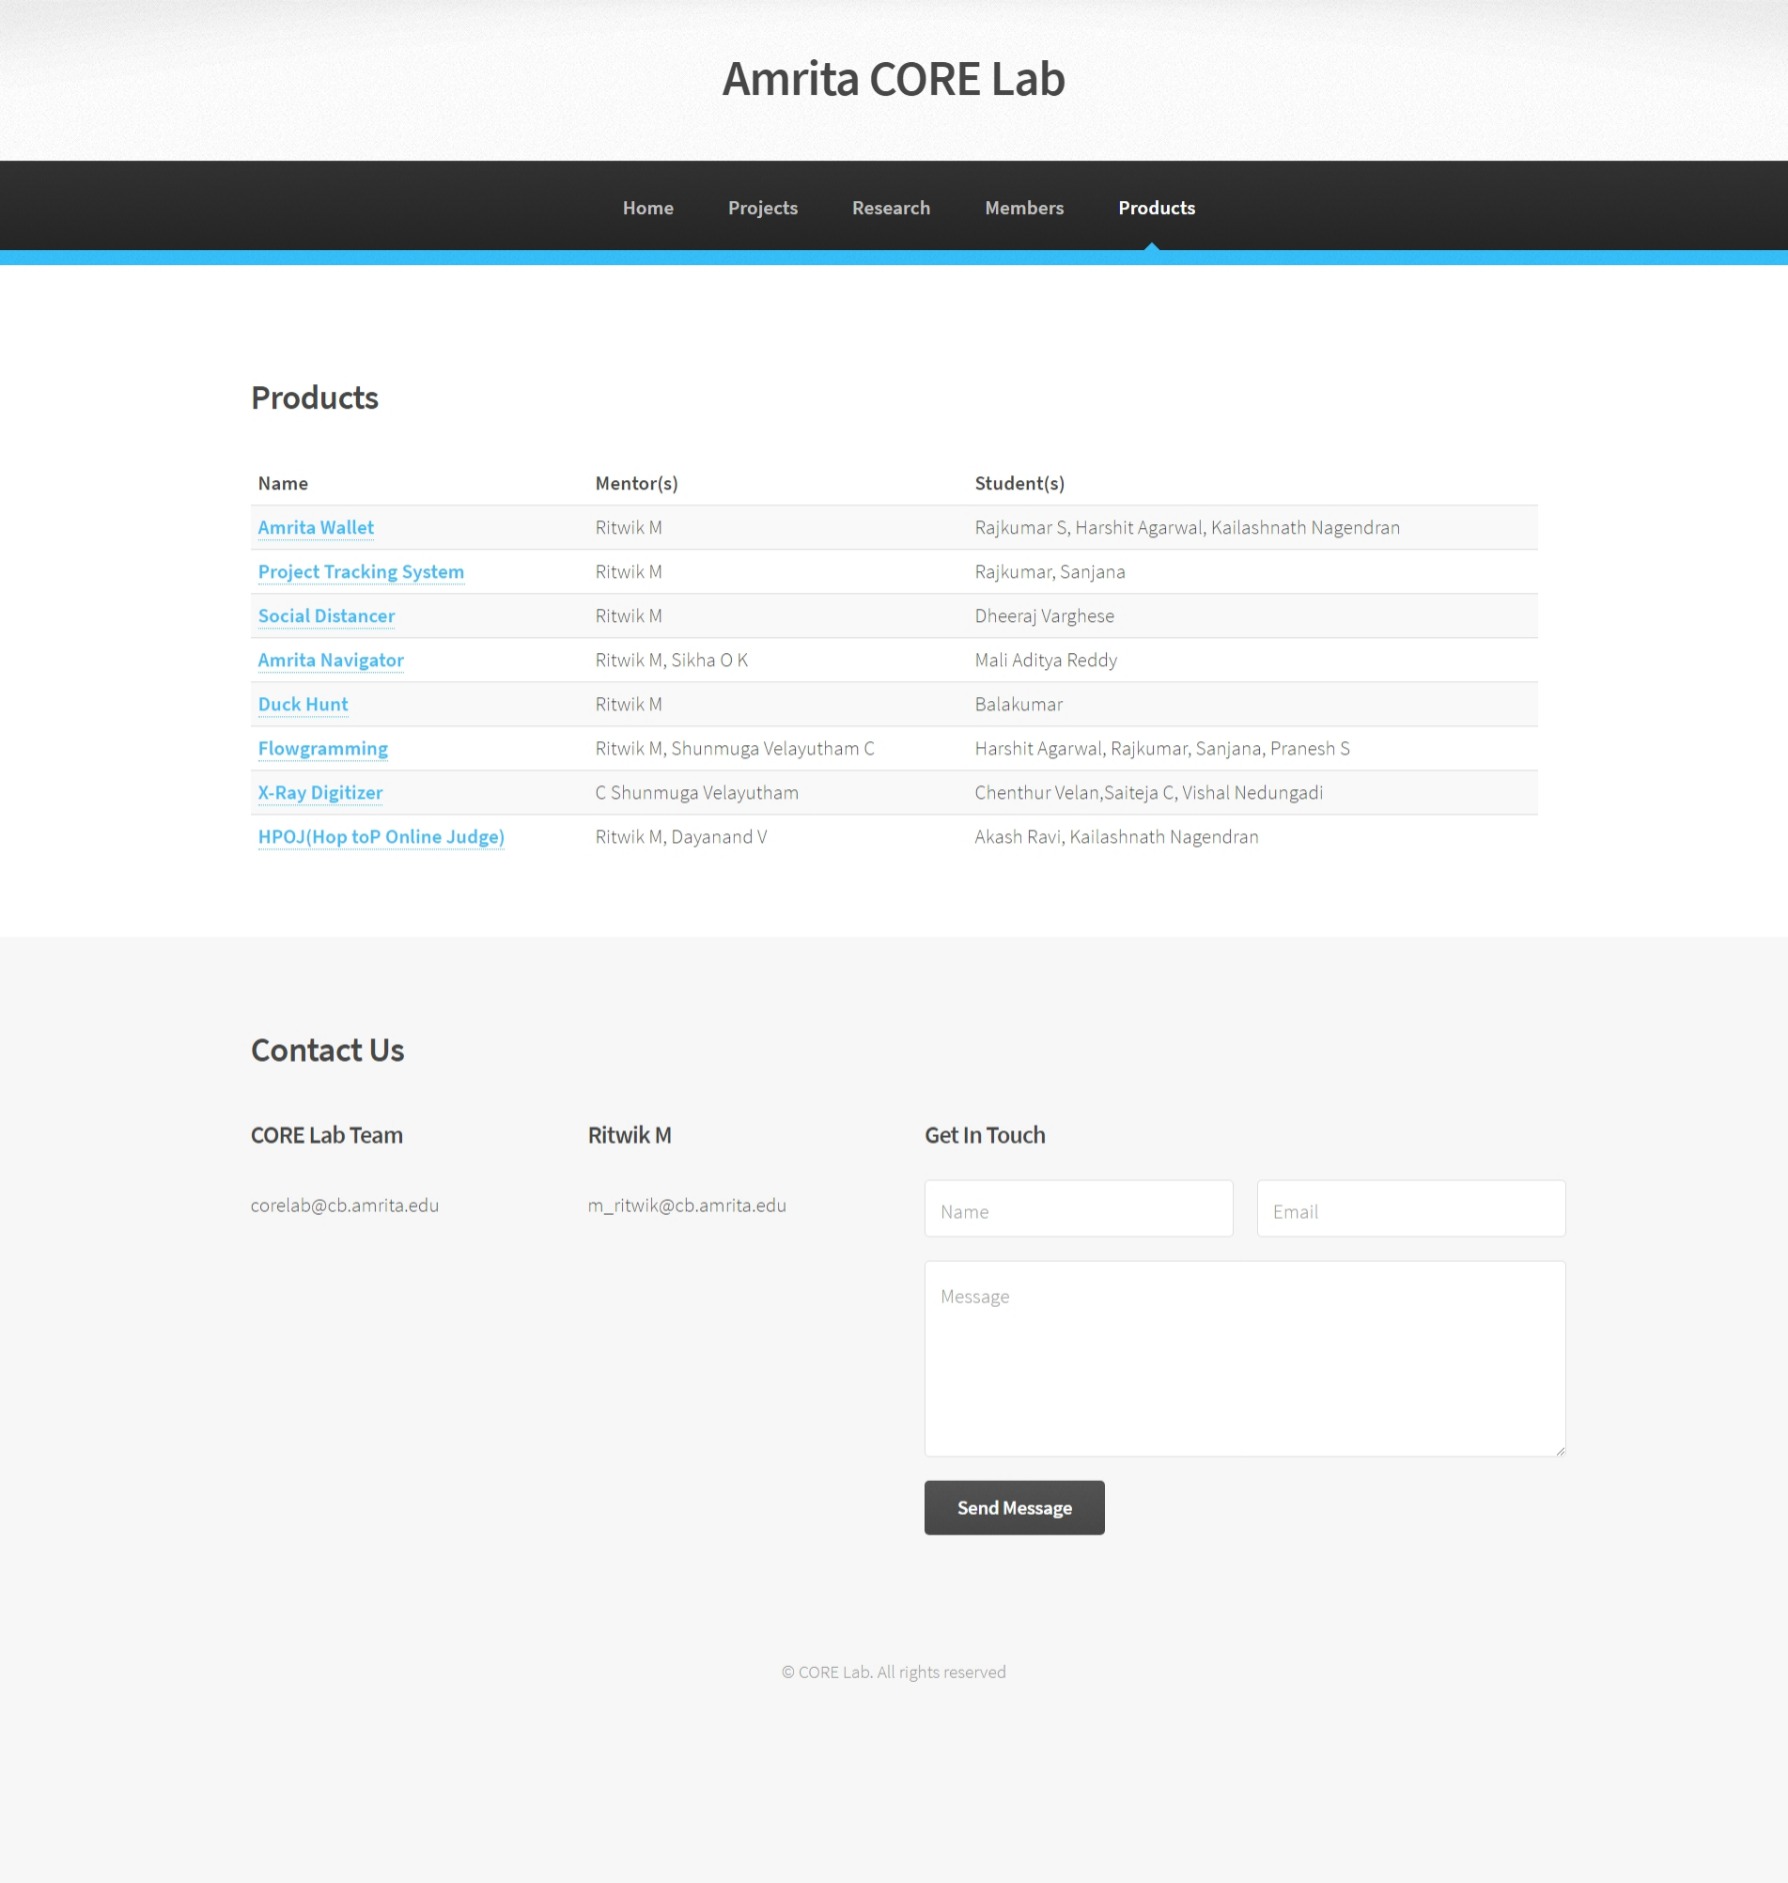 Amrita CORE Lab
Home Projects Research Members Products
Products
Name Mentor(s) Student(s)
Amrita Wallet Ritwik M Rajkumar S, Harshit Agarwal, Kailashnath Nagendran
Project Tracking System Ritwik M Rajkumar, Sanjana
Social Distancer Ritwik M Dheeraj Varghese
Amrita Navigator Ritwik M, Sikha O K Mali Aditya Reddy
Duck Hunt Ritwik M Balakumar
Flowgramming Ritwik M, Shunmuga Velayutham C Harshit Agarwal, Rajkumar, Sanjana, Pranesh S
X-Ray Digitizer C Shunmuga Velayutham Chenthur Velan,Saiteja C, Vishal Nedungadi
HPOJ(Hop toP Online Judge) Ritwik M, Dayanand V Akash Ravi, Kailashnath Nagendran
Contact Us
CORE Lab Team Ritwik M Get In Touch
corelab@cb.amrita.edu m_ritwik@cb.amrita.edu Name Email
Message
Send Message
© CORE Lab. All rights reserved